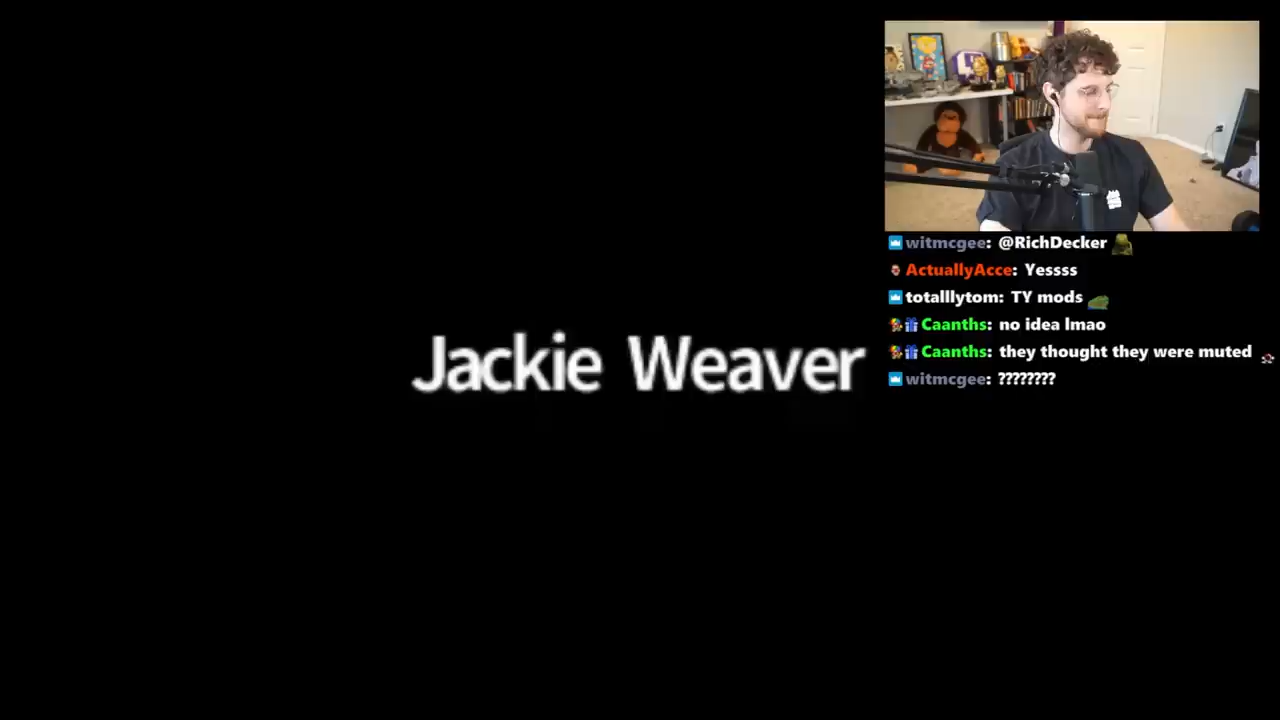 Jackie Weaver
witmcgee: @RichDecker
ActuallyAcce: Yessss
totalllytom: TY mods
Caanths: no idea lmao
Caanths: they thought they were muted
witmcgee: ????????